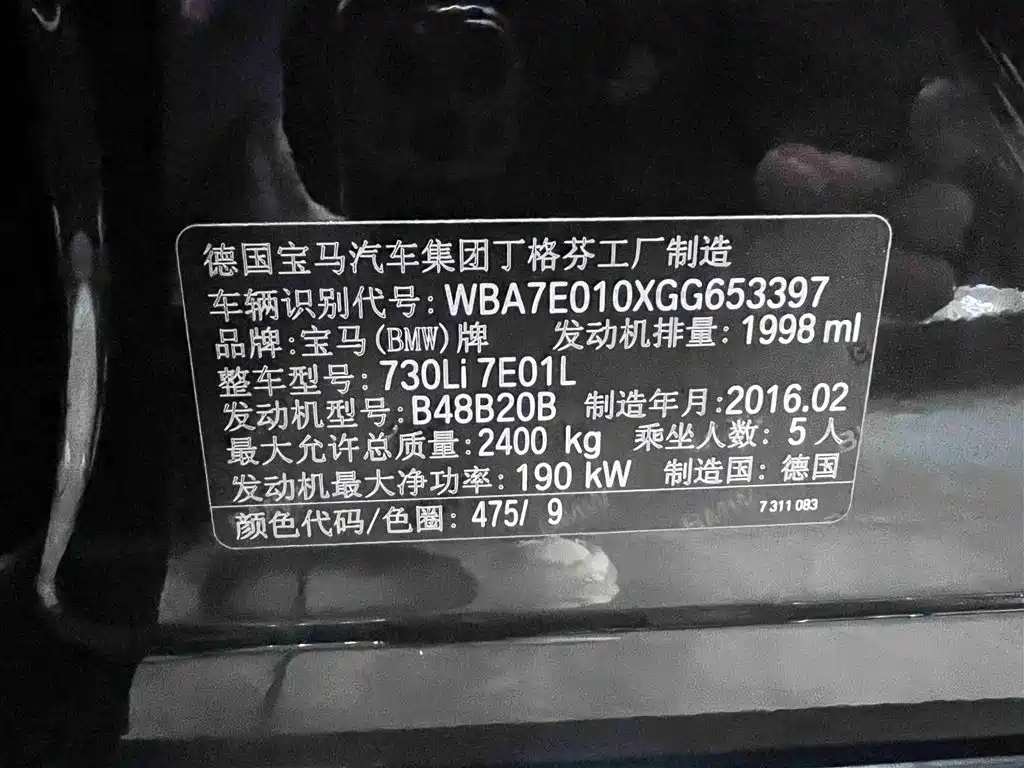 德国宝马汽车集团丁格芬工厂制造
车辆识别代号: WBA7E010XGG653397
品牌:宝马(BMW)牌 发动机排量: 1998 ml
整车型号: 730Li 7E01L
发动机型号: B48B20B 制造年月:2016.02
最大允许总质量: 2400 kg 乘坐人数: 5 人
发动机最大净功率: 190 kW 制造国: 德国
颜色代码/色圈: 475/ 9 7 311 083